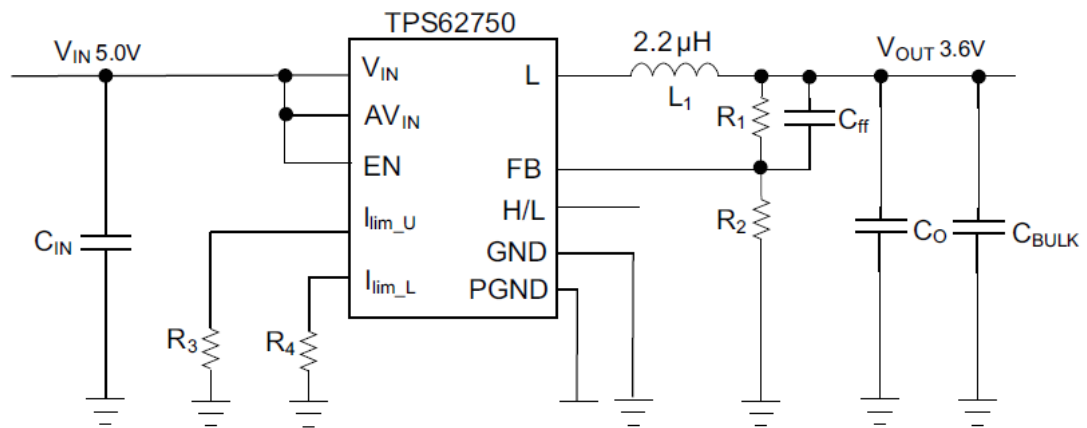 TPS62750
V_IN 5.0V
2.2 µH
V_OUT 3.6V
V_IN
L
L_1
AV_IN
R_1
C_ff
EN
FB
I_lim_U
H/L
R_2
C_IN
C_O
C_BULK
GND
I_lim_L
PGND
R_3
R_4